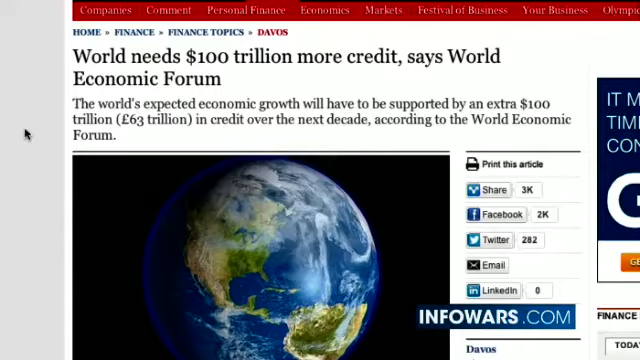 Companies Comment Personal Finance Economics Markets Festival of Business Your Business
HOME » FINANCE » FINANCE TOPICS » DAVOS
World needs $100 trillion more credit, says World
Economic Forum
The world's expected economic growth will have to be supported by an extra $100
trillion (£63 trillion) in credit over the next decade, according to the World Economic
Forum.
Print this article
Share 3K
Facebook 2K
Twitter 282
Email
LinkedIn 0
INFOWARS.COM
Davos
IT M
TIM
CON
G
FINANCE
TODA